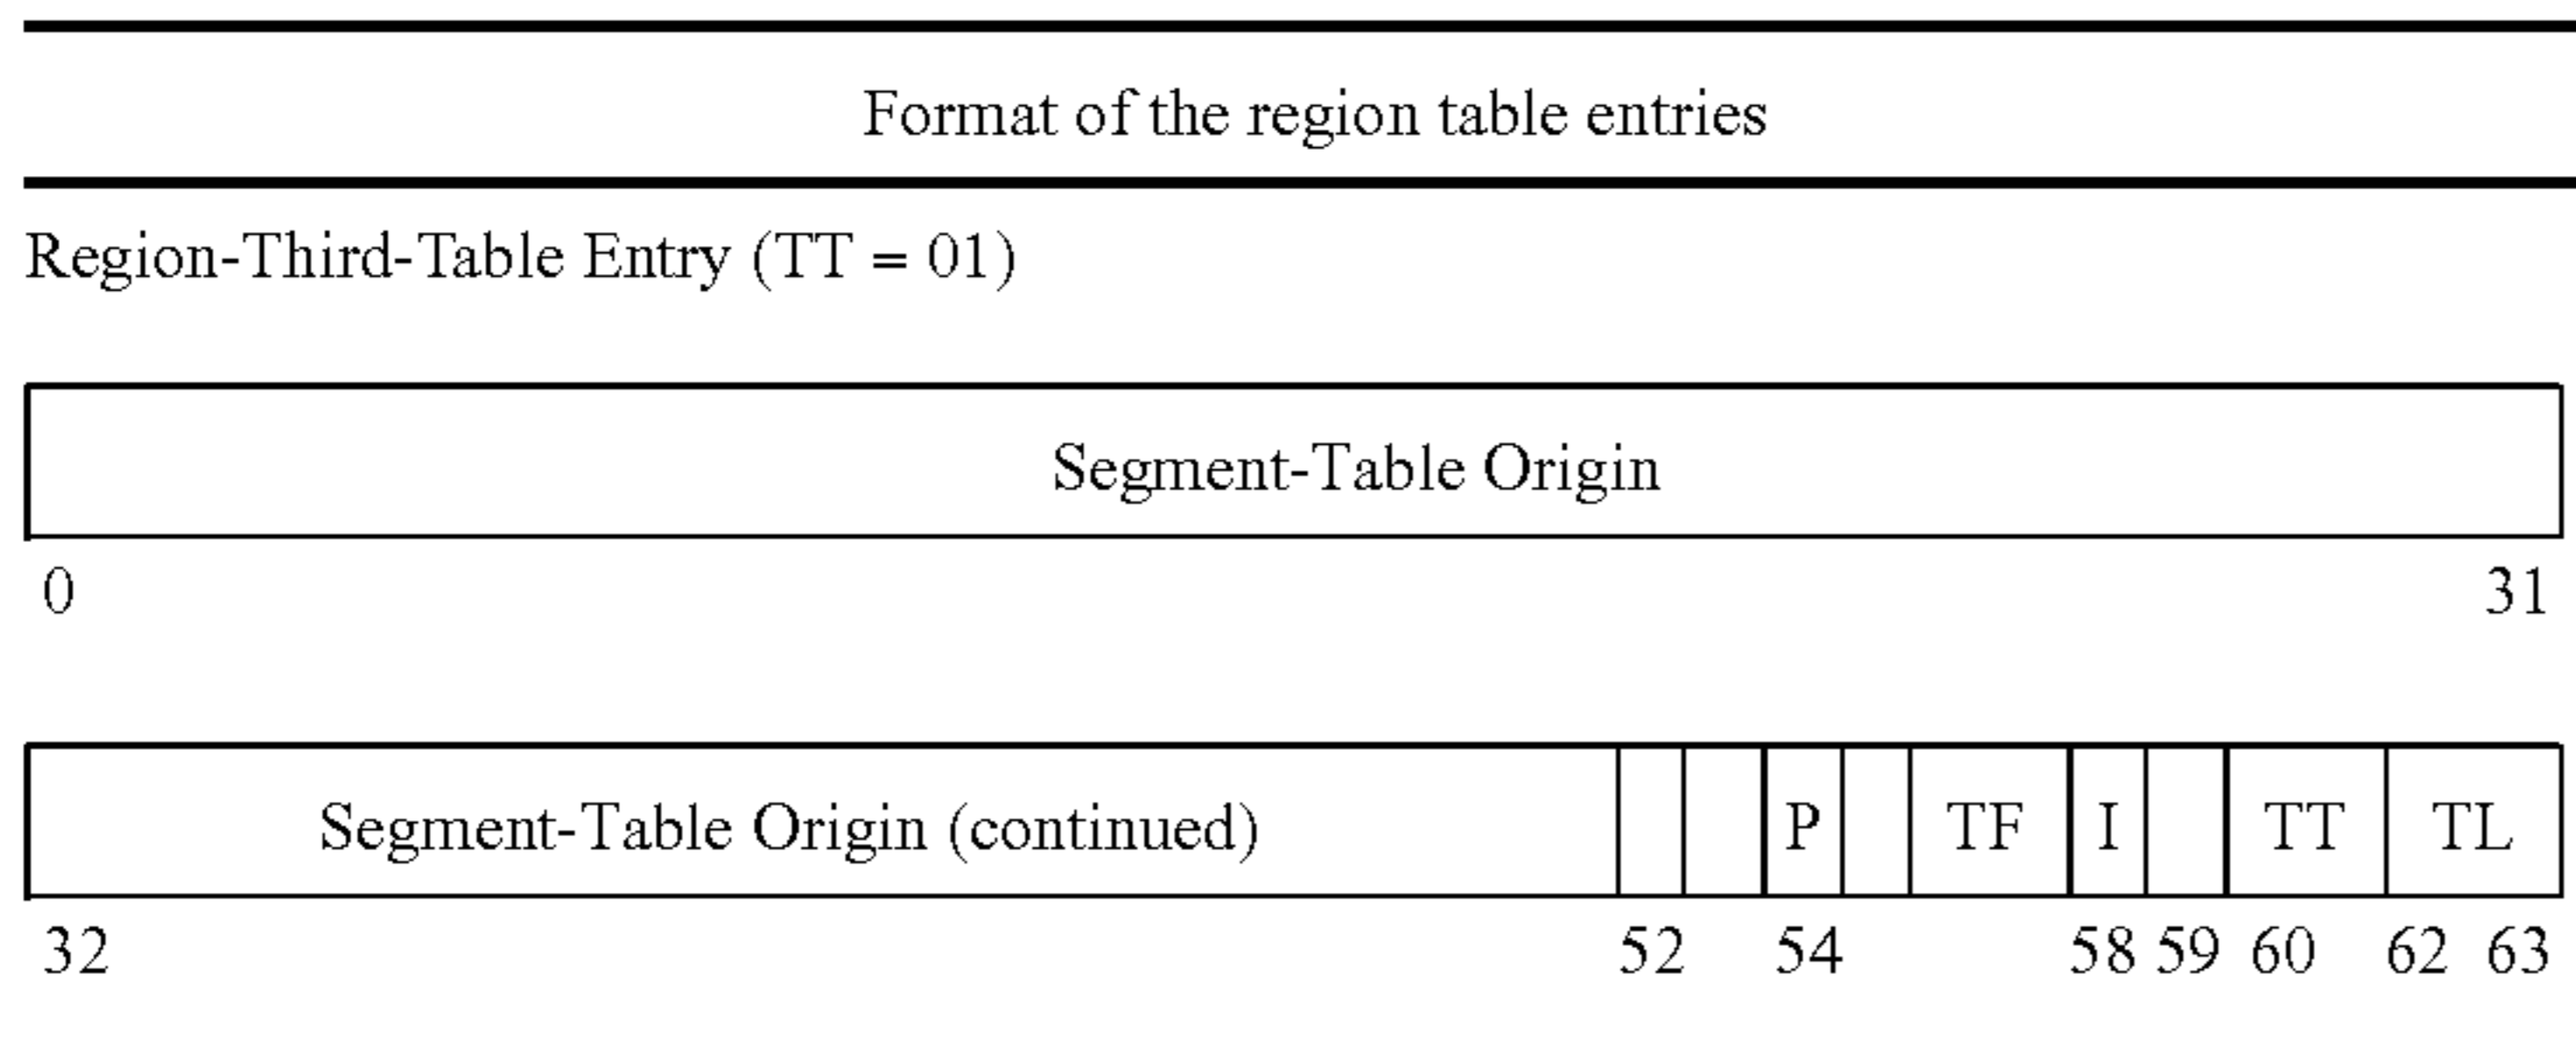 Format of the region table entries
Region-Third-Table Entry (TT = 01)
Segment-Table Origin
0 31
Segment-Table Origin (continued) P TF I TT TL
32 52 54 58 59 60 62 63